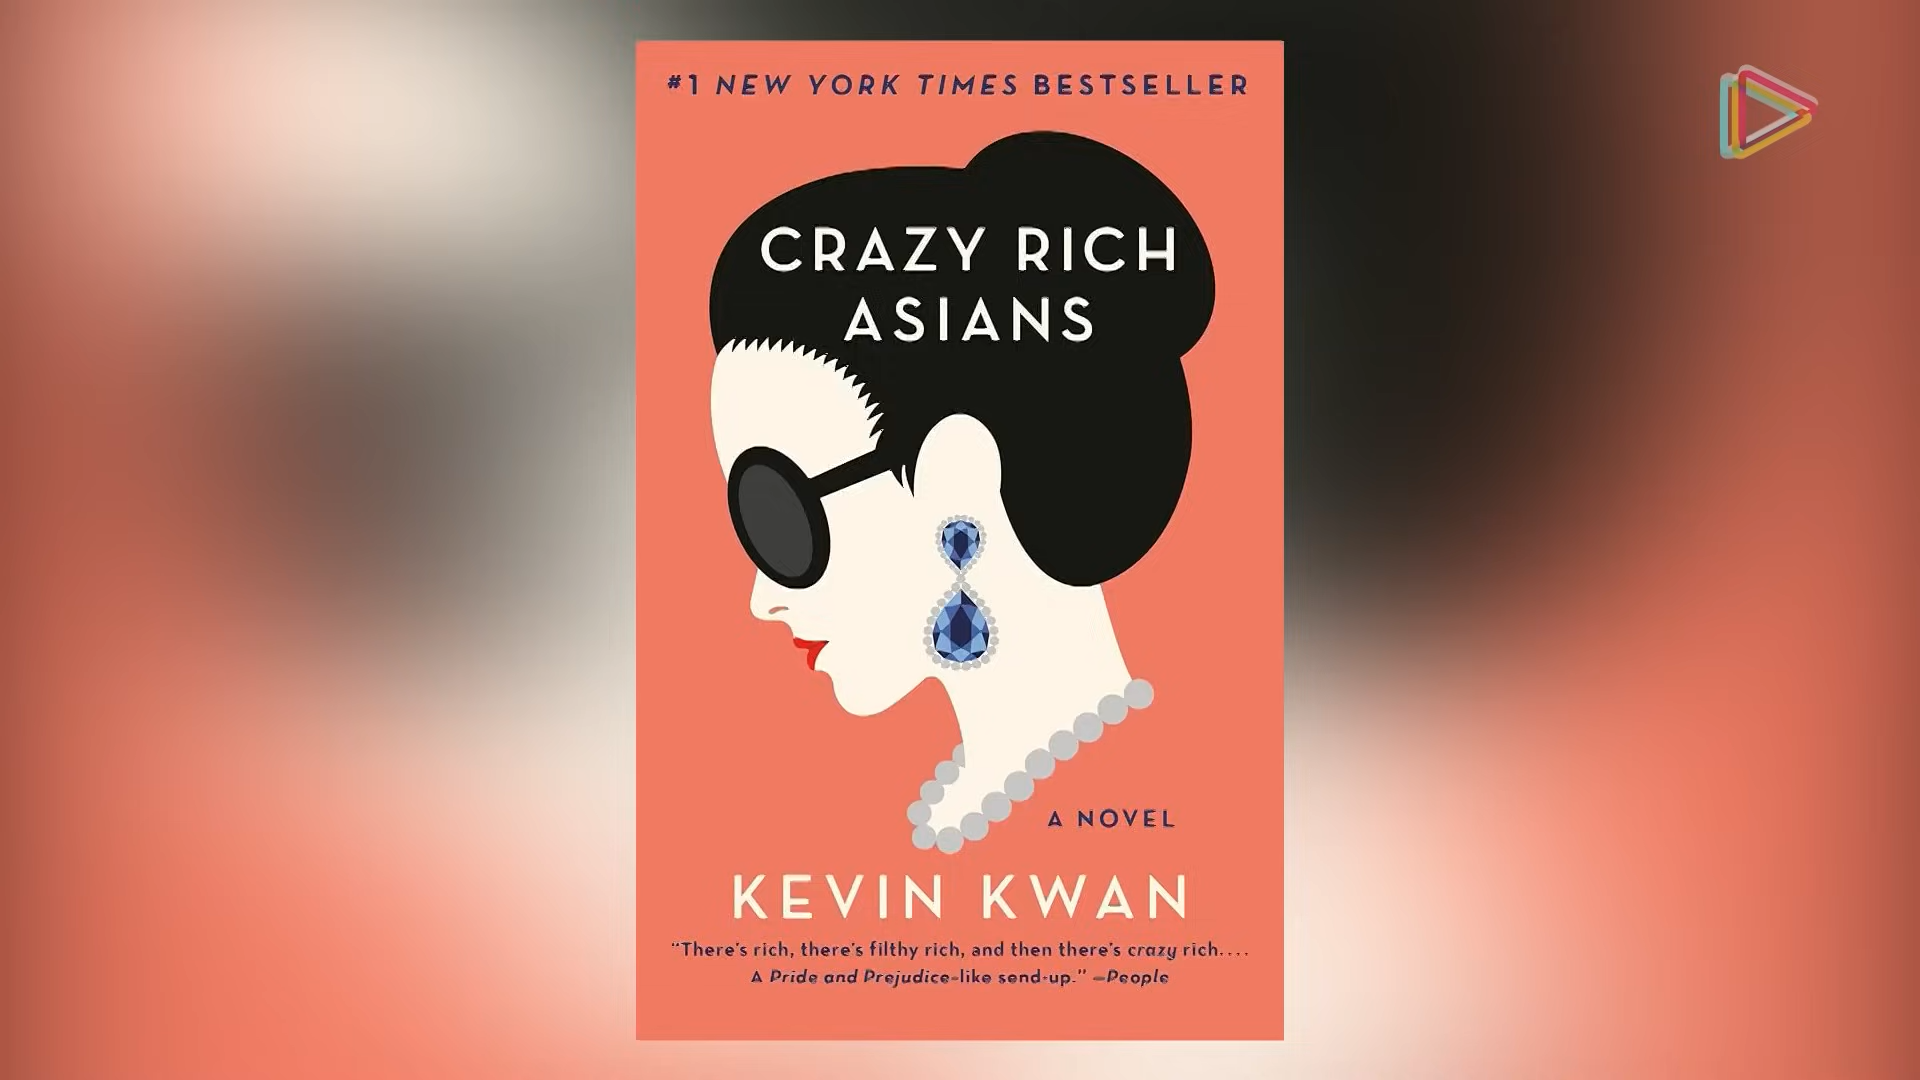 #1 NEW YORK TIMES BESTSELLER
CRAZY RICH
ASIANS
A NOVEL
KEVIN KWAN
“There’s rich, there’s filthy rich, and then there’s crazy rich....
A Pride and Prejudice–like send-up.” —People